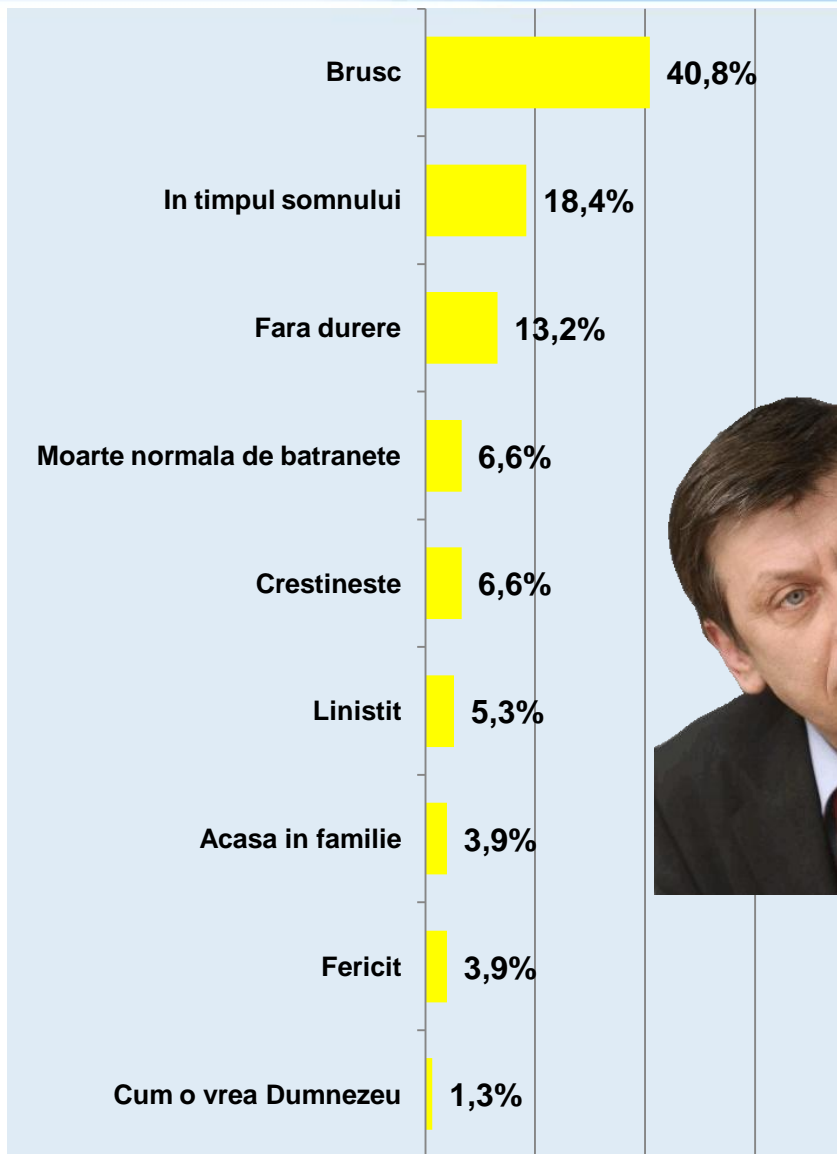 Brusc 40,8%
In timpul somnului 18,4%
Fara durere 13,2%
Moarte normala de batranete 6,6%
Crestineste 6,6%
Linistit 5,3%
Acasa in familie 3,9%
Fericit 3,9%
Cum o vrea Dumnezeu 1,3%